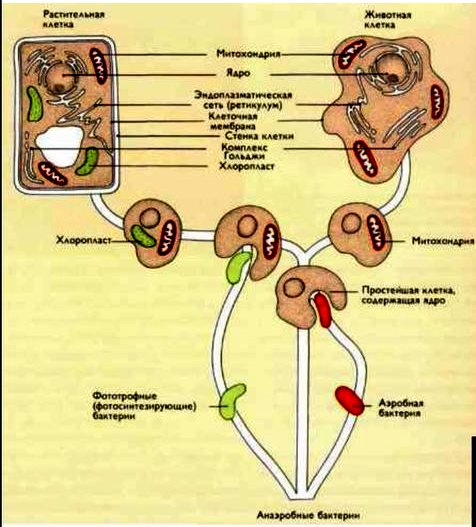 Растительная
клетка
Животная
клетка
Митохондрия
Ядро
Эндоплазматическая
сеть (ретикулум)
Клеточная
мембрана
Стенка клетки
Комплекс
Гольджи
Хлоропласт
Хлоропласт
Митохондрия
Простейшая клетка,
содержащая ядро
Фототрофные
(фотосинтезирующие)
бактерии
Аэробная
бактерия
Анаэробные бактерии